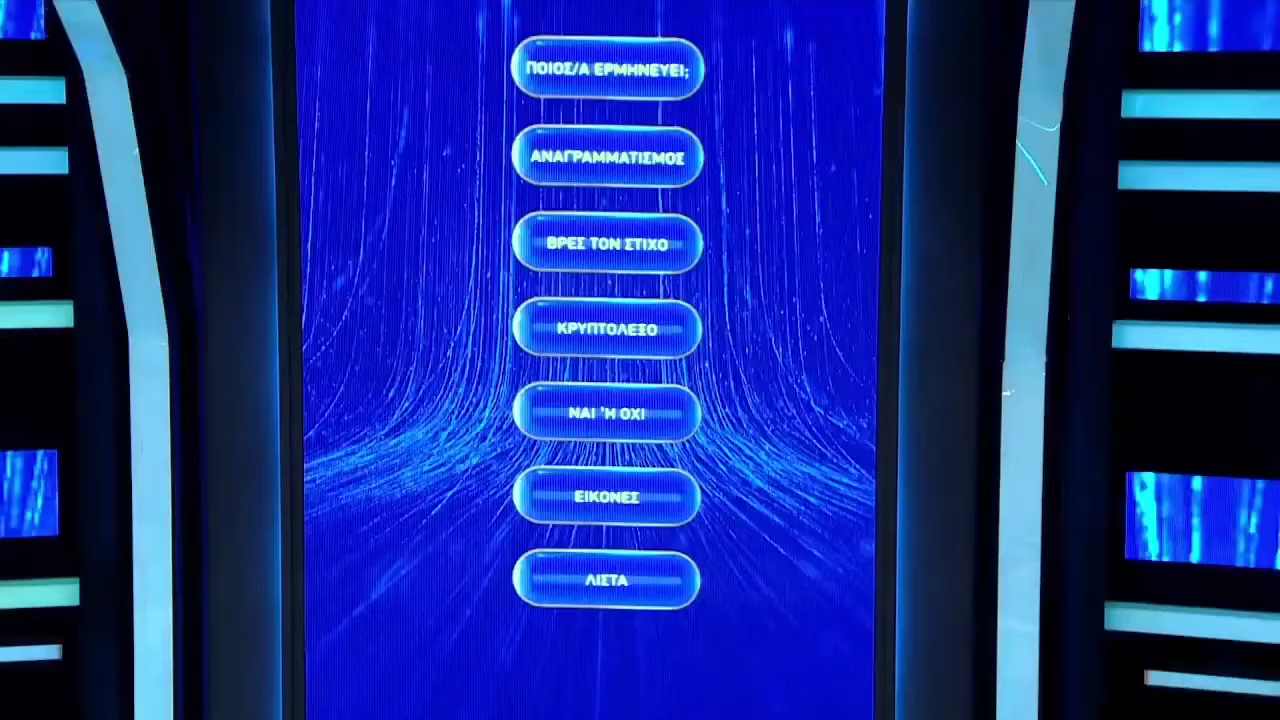 ΠΟΙΟΣ/Α ΕΡΜΗΝΕΥΕΙ;
ΑΝΑΓΡΑΜΜΑΤΙΣΜΟΣ
ΒΡΕΣ ΤΟΝ ΣΤΙΧΟ
ΚΡΥΠΤΟΛΕΞΟ
ΝΑΙ 'Η ΟΧΙ
ΕΙΚΟΝΕΣ
ΛΙΣΤΑ